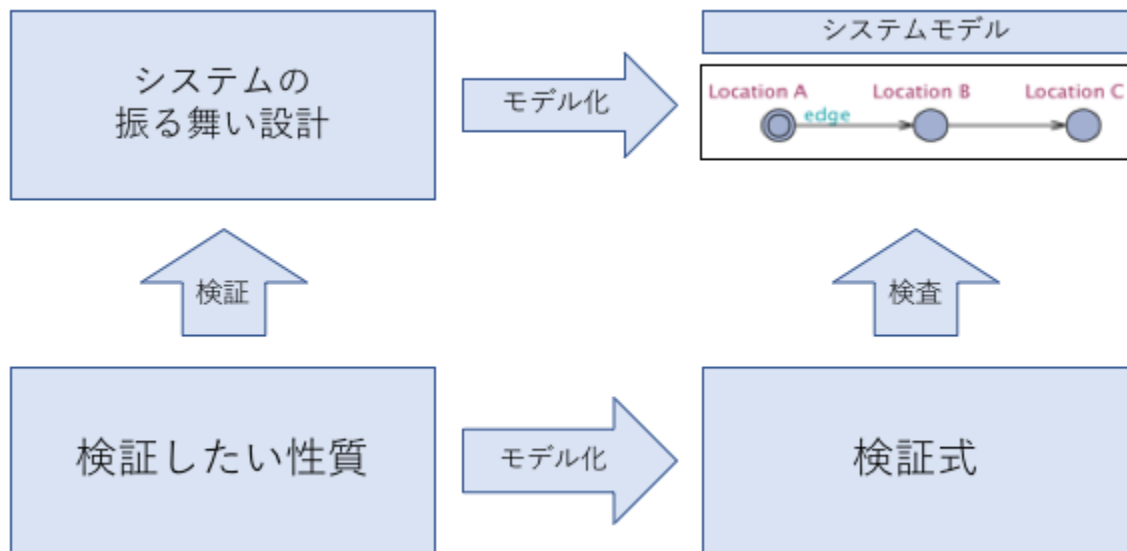 システムの
振る舞い設計
モデル化
システムモデル
Location A
Location B
Location C
edge
検証
検査
検証したい性質
モデル化
検証式